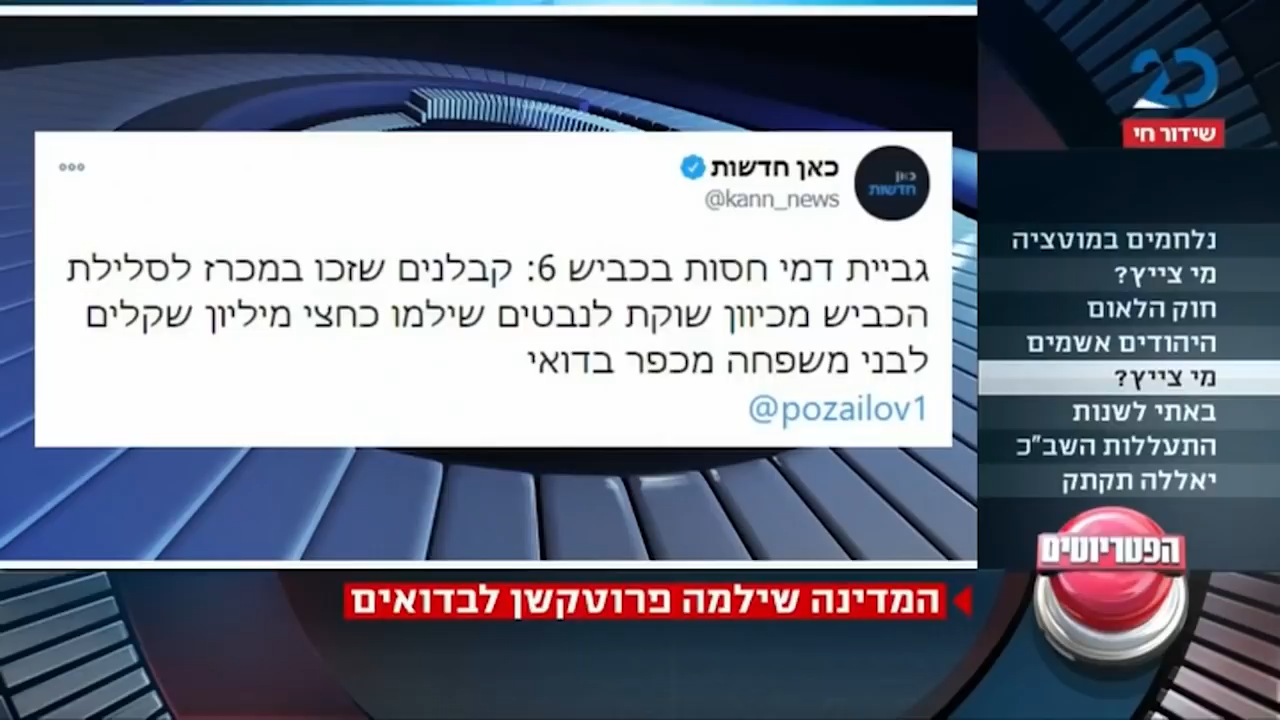 כאן חדשות
@kann_news
כאן
חדשות
גביית דמי חסות בכביש 6: קבלנים שזכו במכרז לסלילת
הכביש מכיוון שוקת לנבטים שילמו כחצי מיליון שקלים
לבני משפחה מכפר בדואי
@pozailov1
20
שידור חי
נלחמים במוטציה
מי צייץ?
חוק הלאום
היהודים אשמים
מי צייץ?
באתי לשנות
התעללות השב"כ
יאללה תקתק
הפטריוטים
המדינה שילמה פרוטקשן לבדואים